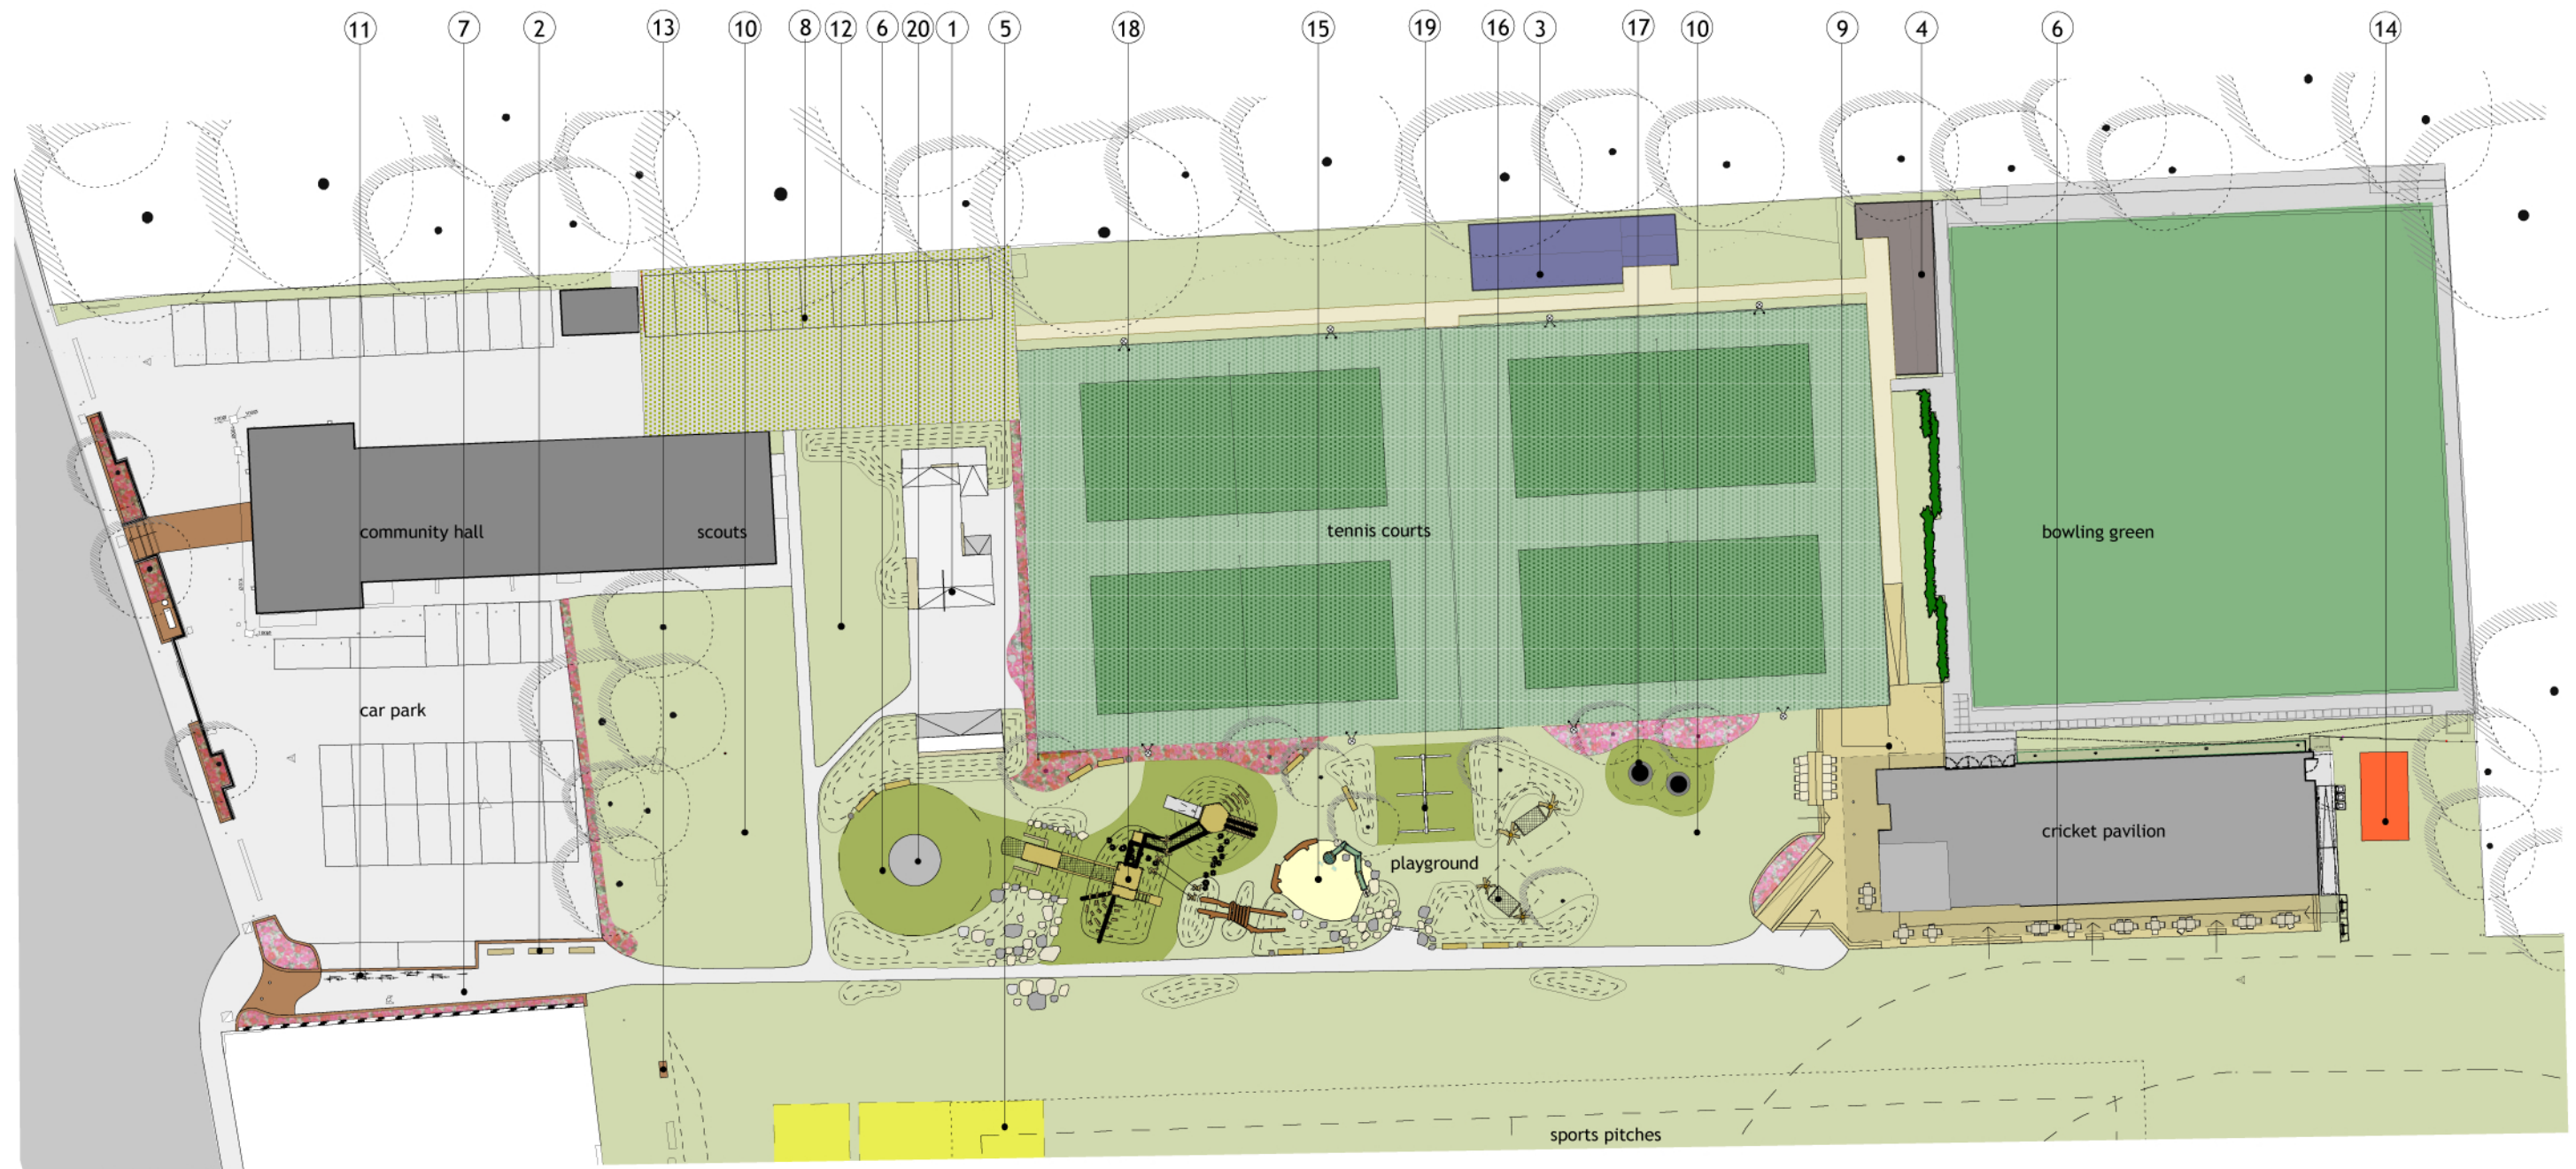 11 7 2 13 10 8 12 6 20 1 5 18 15 19 16 3 17 10 9 4 6 14
community hall
scouts
tennis courts
bowling green
car park
cricket pavilion
playground
sports pitches